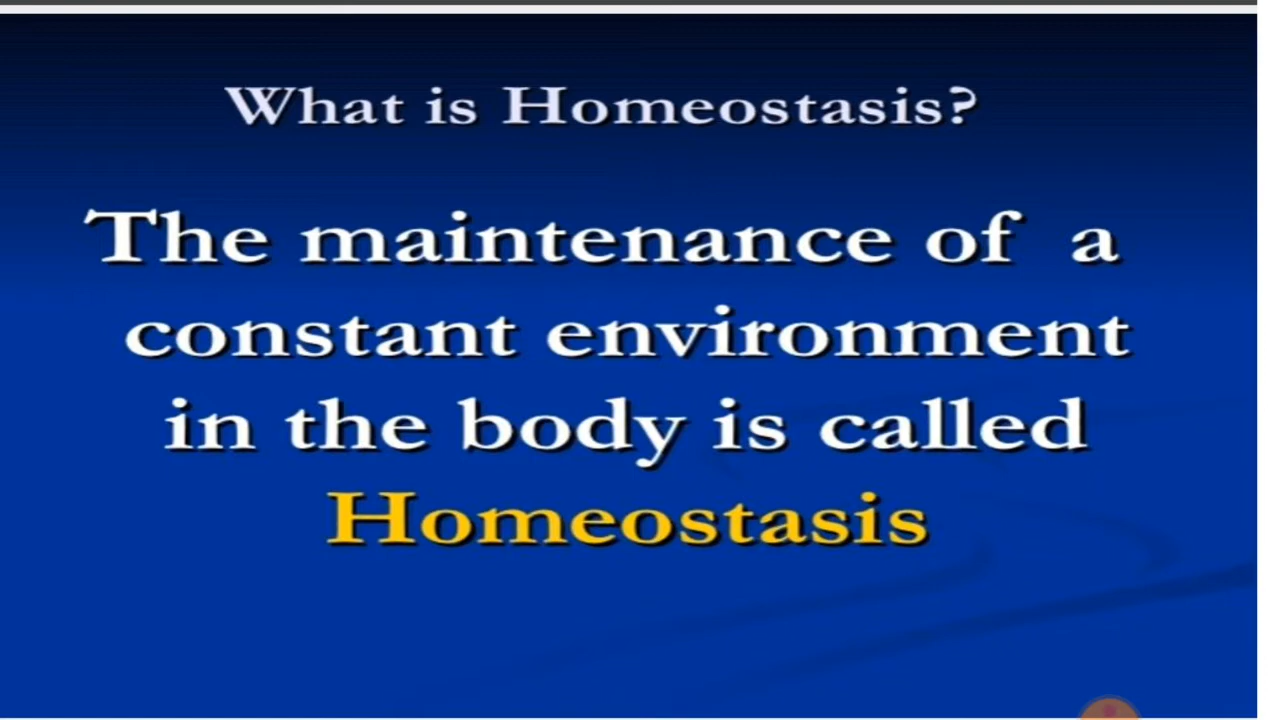 What is Homeostasis?
The maintenance of a
constant environment
in the body is called
Homeostasis